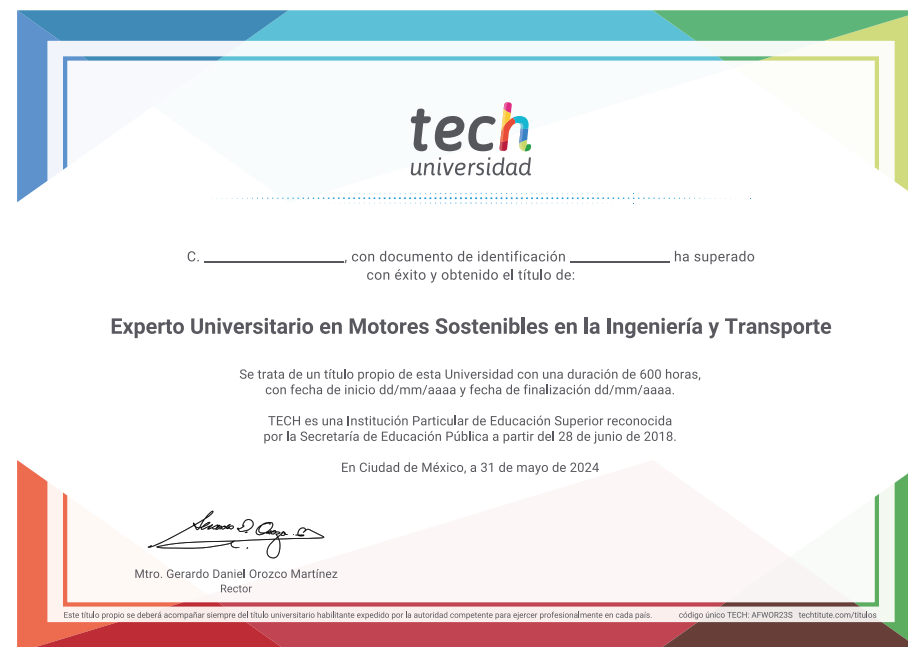 tech
universidad
C. ____________, con documento de identificación ____________ ha superado
con éxito y obtenido el título de:
Experto Universitario en Motores Sostenibles en la Ingeniería y Transporte
Se trata de un título propio de esta Universidad con una duración de 600 horas,
con fecha de inicio dd/mm/aaaa y fecha de finalización dd/mm/aaaa.
TECH es una Institución Particular de Educación Superior reconocida
por la Secretaría de Educación Pública a partir del 28 de junio de 2018.
En Ciudad de México, a 31 de mayo de 2024
Mtro. Gerardo Daniel Orozco Martínez
Rector
Este título propio se deberá acompañar siempre del título universitario habilitante expedido por la autoridad competente para ejercer profesionalmente en cada país. código único TECH: AFWOR23S techtitute.com/titulos